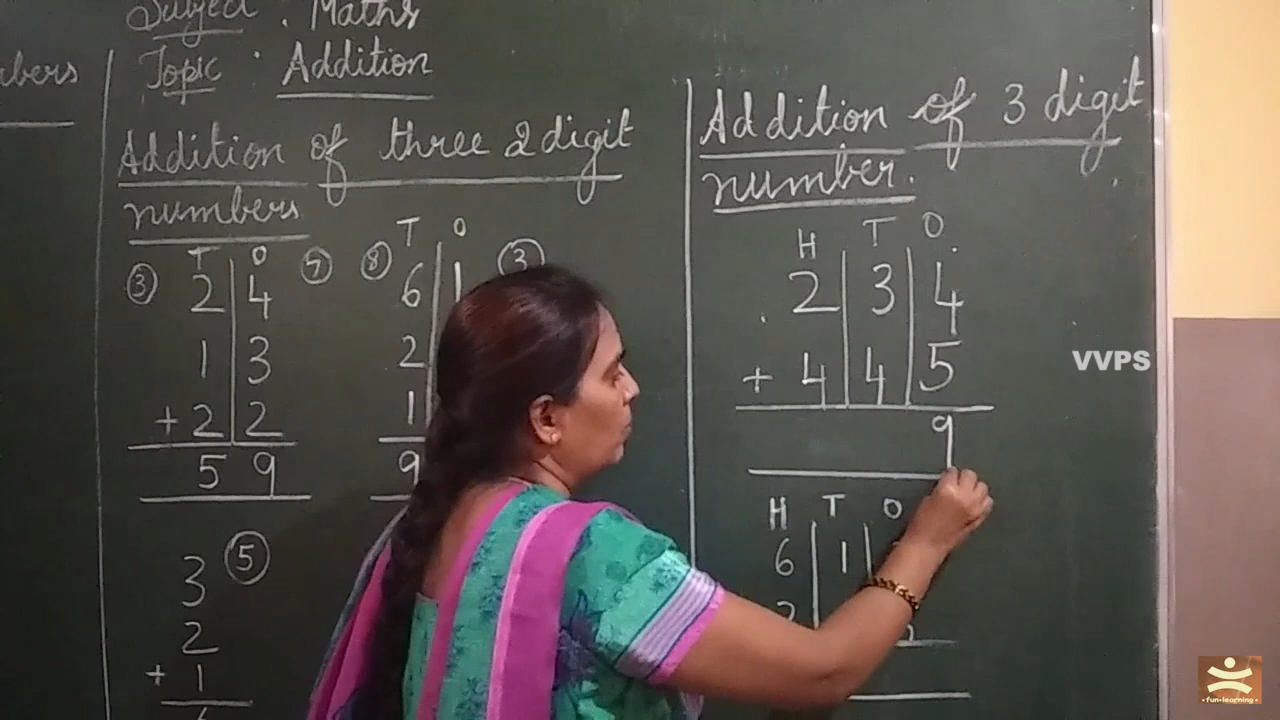 Subject : Maths
Topic : Addition
Addition of three 2 digit
numbers
T O
③ 2 4 ⑦
1 3
+ 2 2
5 9
3 ⑤
2
+ 1
6
T O
⑧ 6 1 ③
2
1
9
Addition of 3 digit
number.
H T O
2 3 4
+ 4 4 5
9
H T O
6 1
2
VVPS
fun-learning